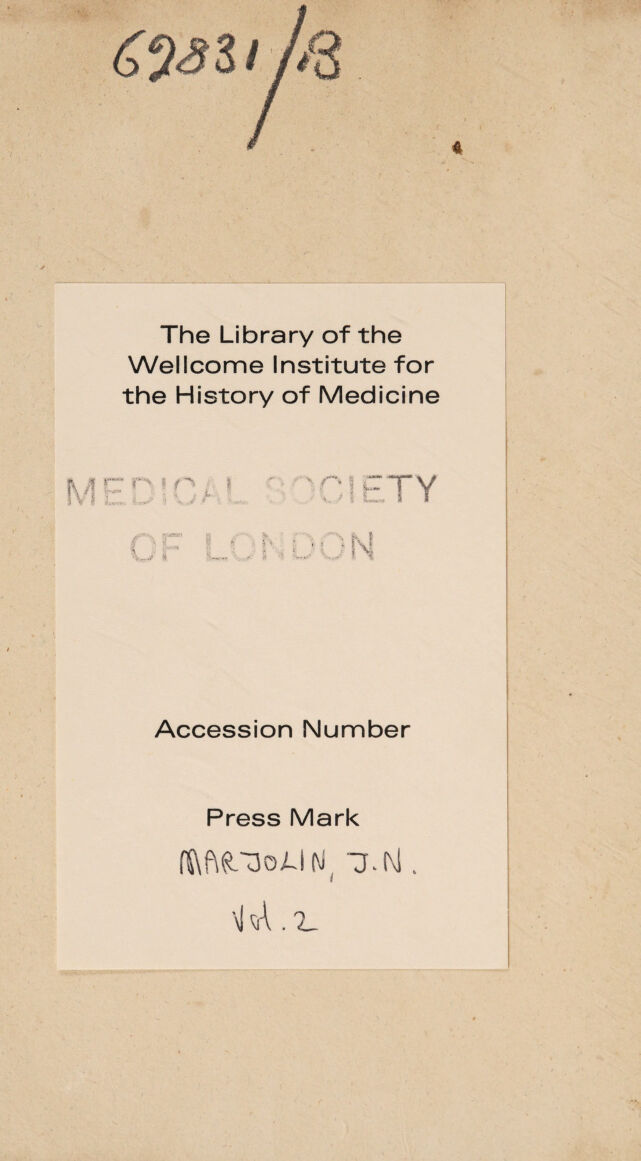 62831/B
The Library of the
Wellcome Institute for
the History of Medicine
MEDICAL SOCIETY
OF LONDON
Accession Number
Press Mark
MARJOLIN, J.N.
Vol. 2